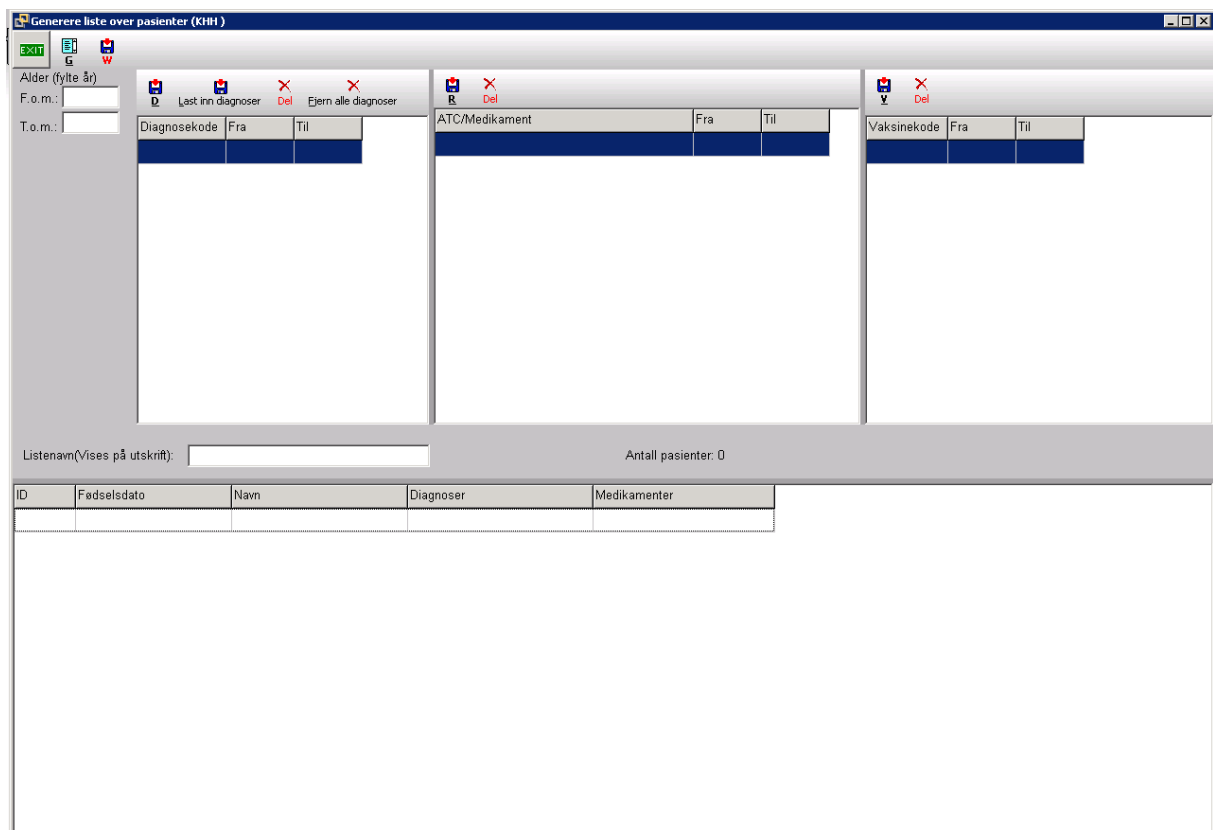 Generere liste over pasienter (KHH )
EXIT G W
Alder (fylte år)
F.o.m.:
T.o.m.:
D Last inn diagnoser Del Fjern alle diagnoser
Diagnosekode Fra Til
R Del
ATC/Medikament Fra Til
V Del
Vaksinekode Fra Til
Listenavn(Vises på utskrift): Antall pasienter: 0
ID Fødselsdato Navn Diagnoser Medikamenter